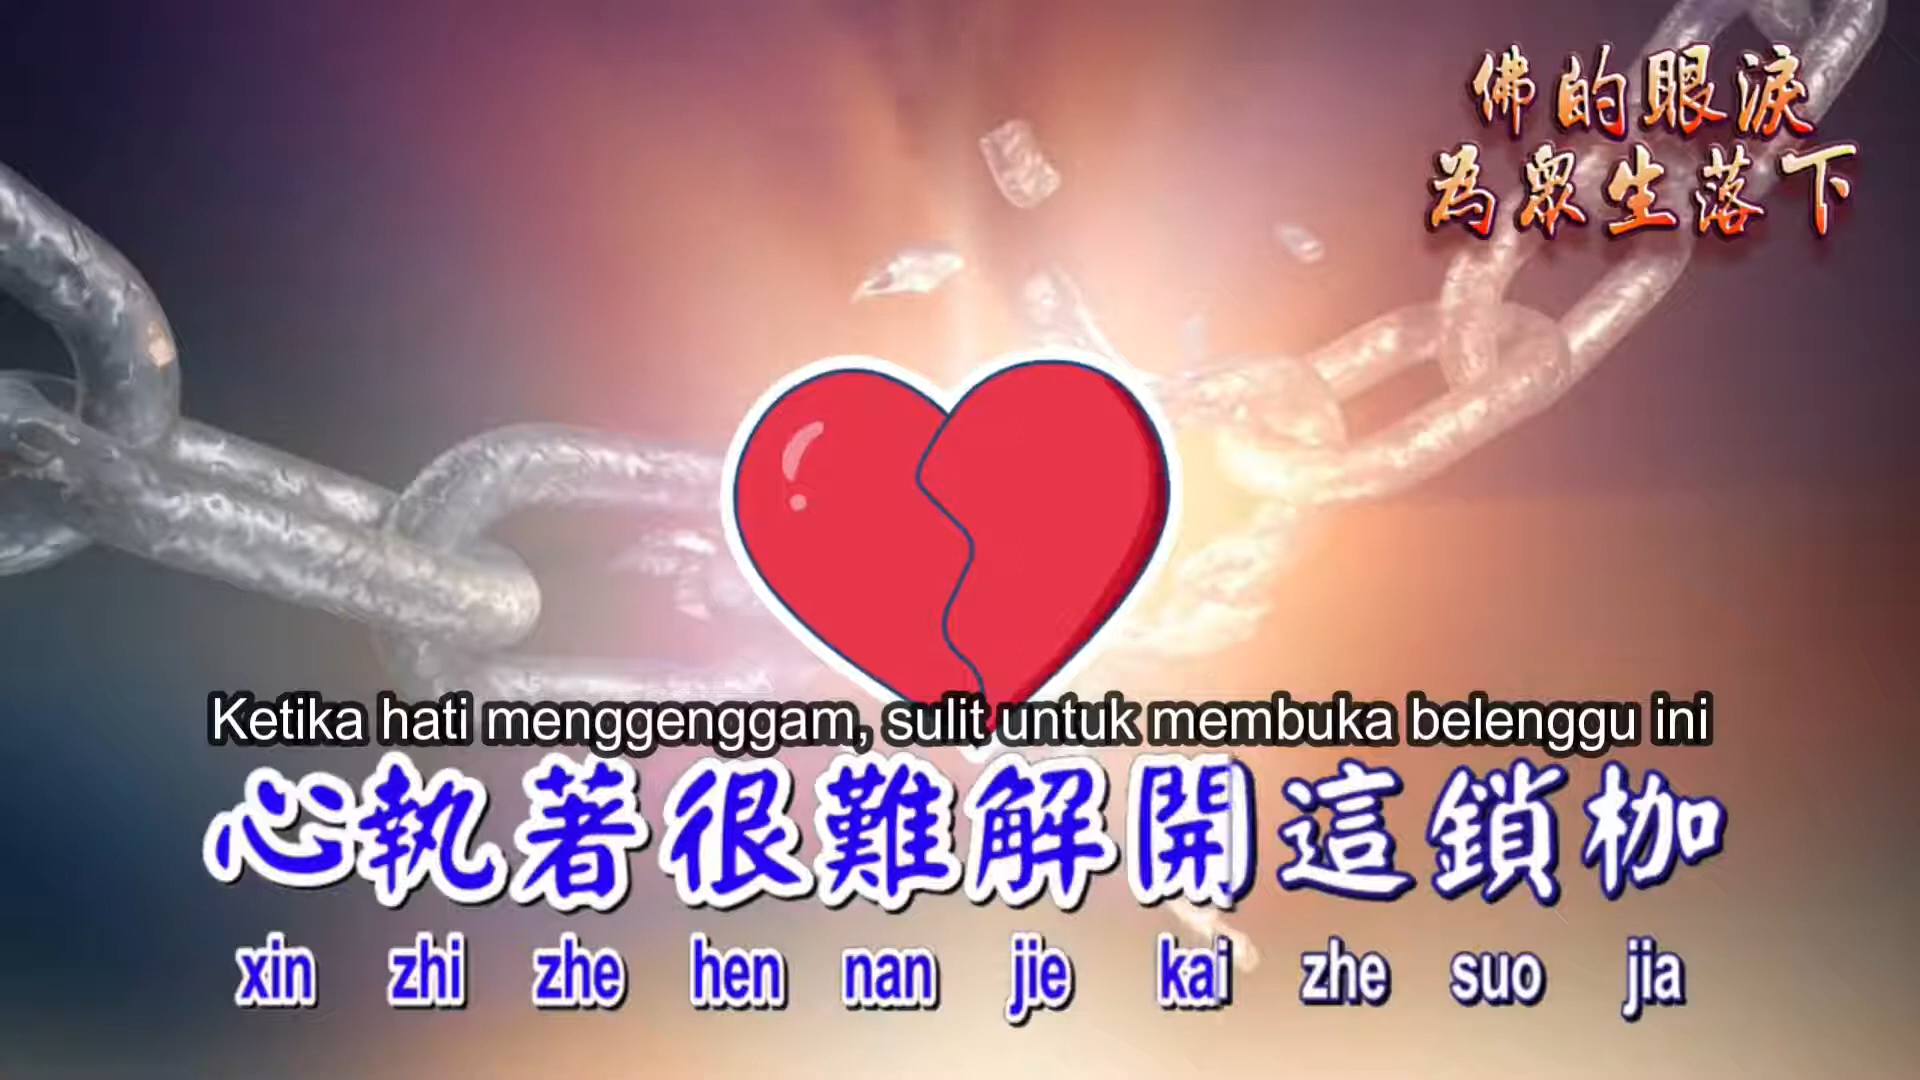 佛的眼淚
為眾生落下
Ketika hati menggenggam, sulit untuk membuka belenggu ini
心執著很難解開這鎖枷
xin zhi zhe hen nan jie kai zhe suo jia